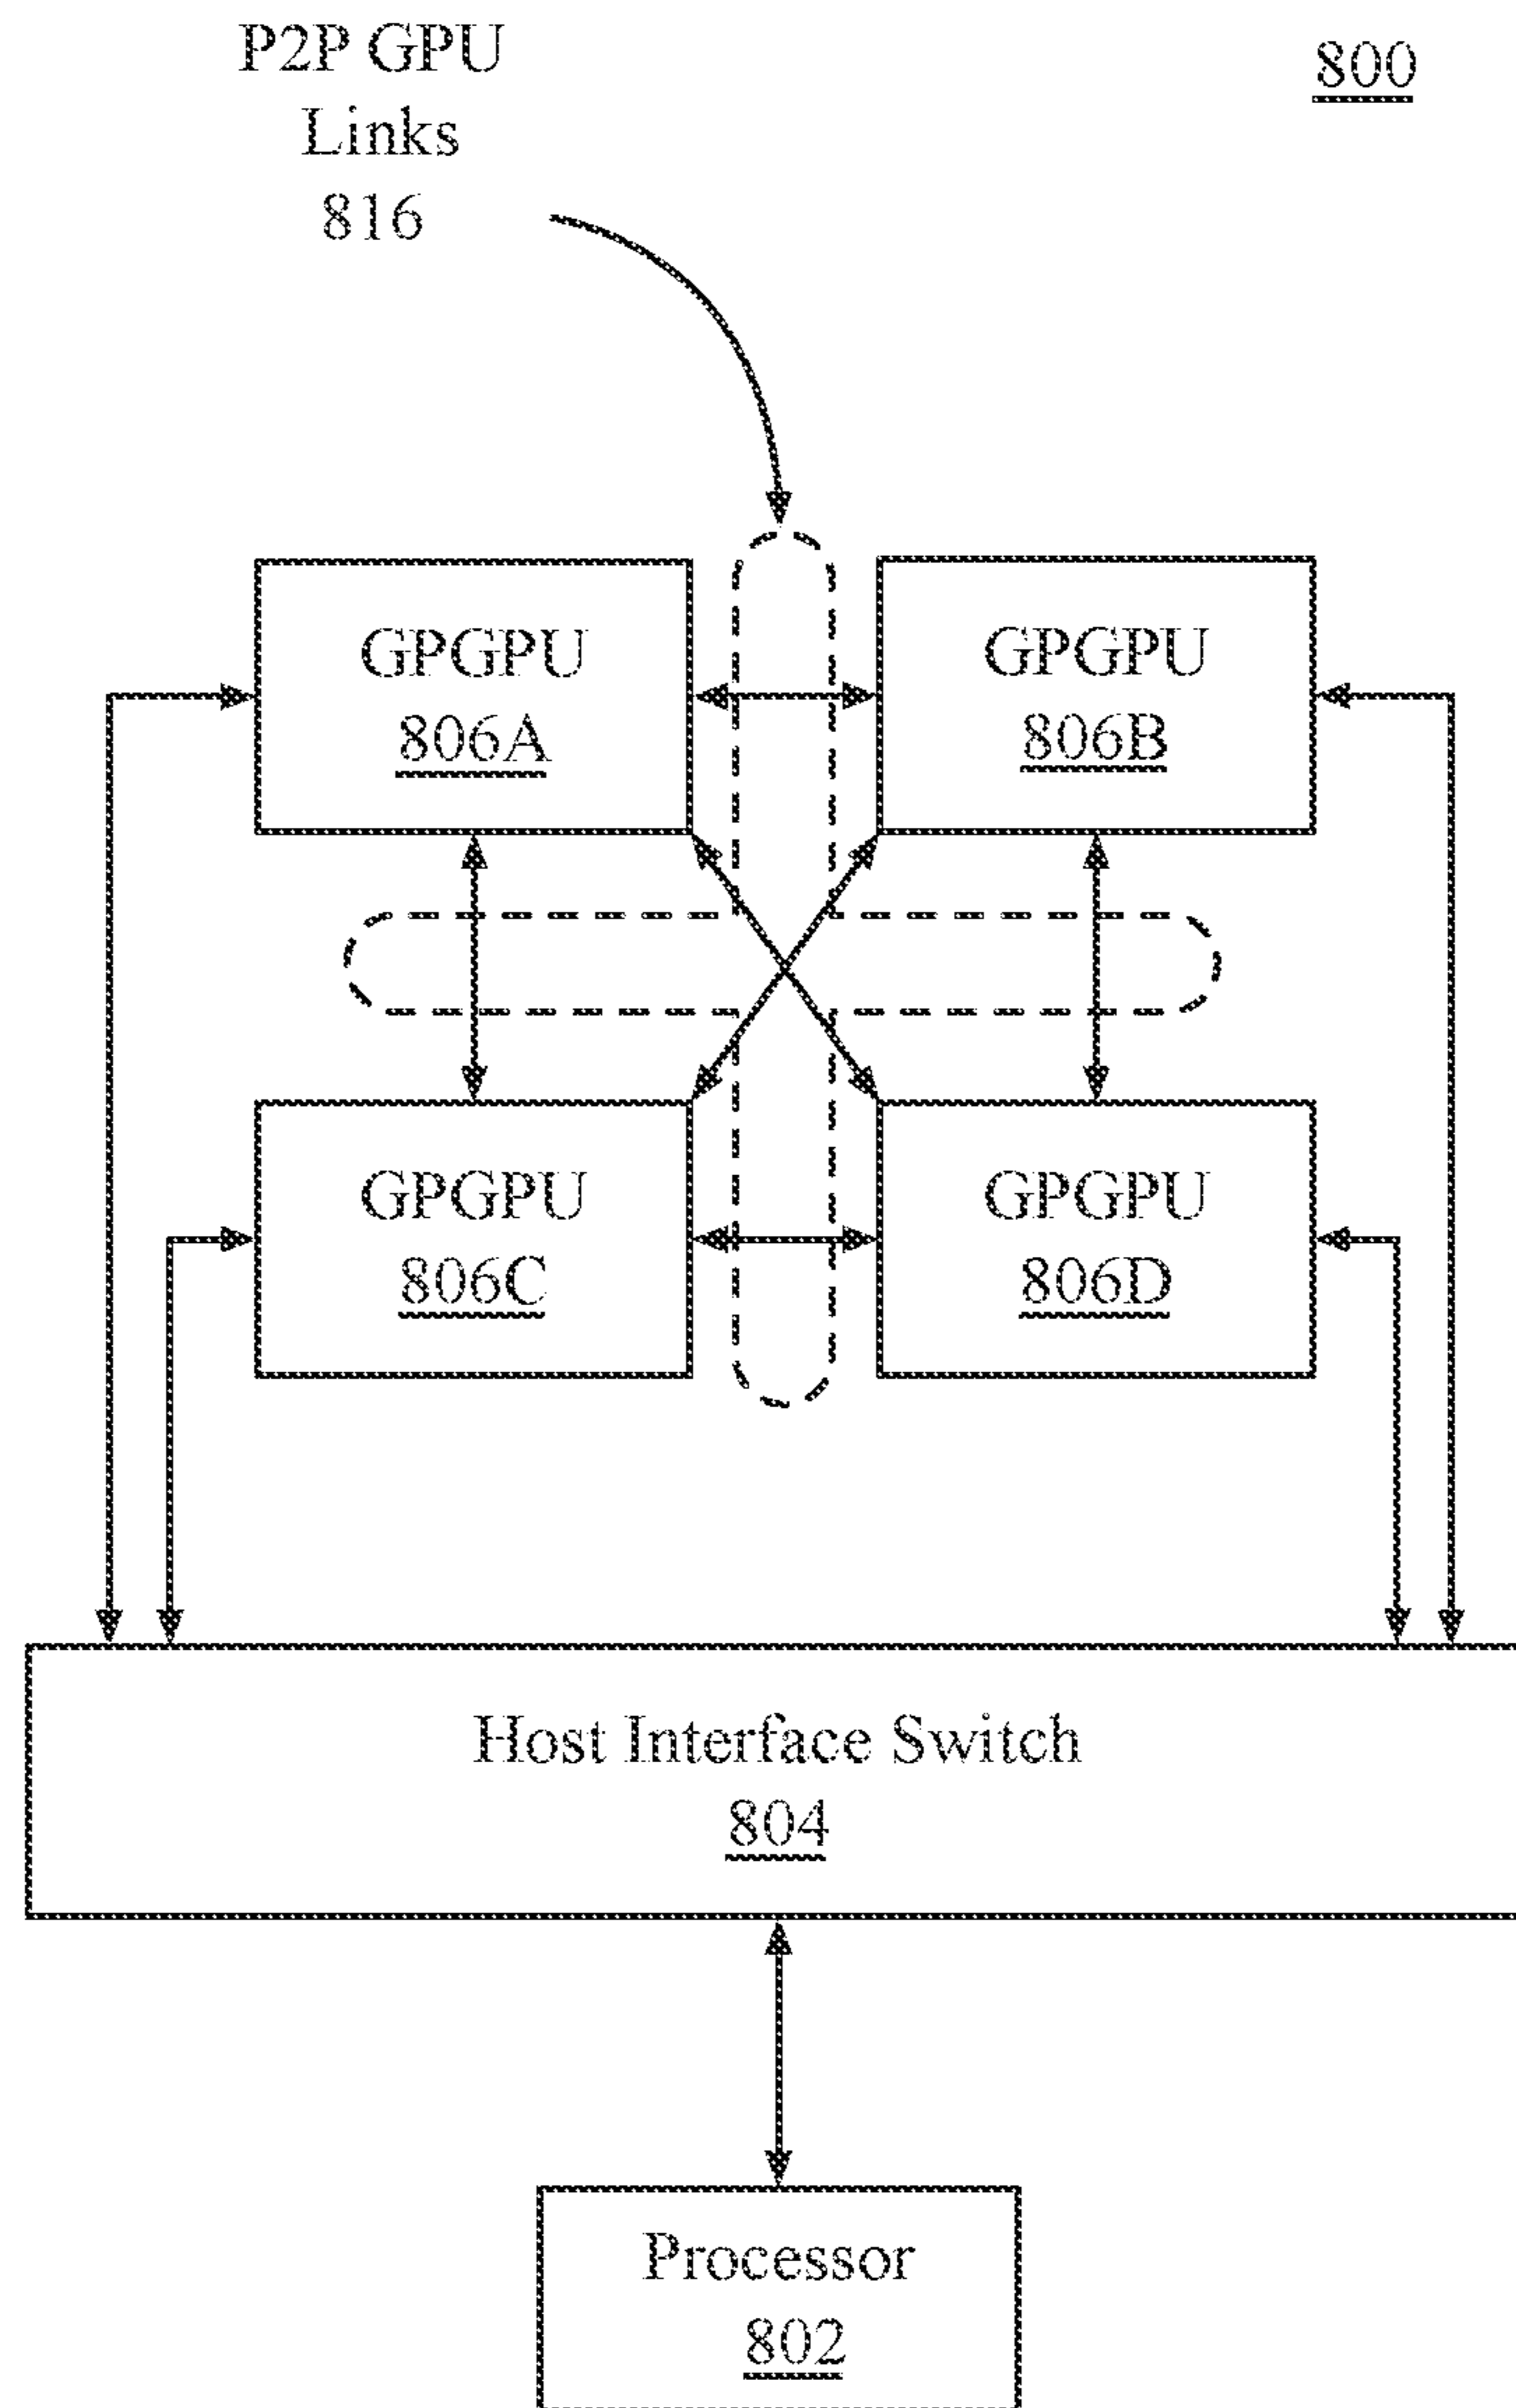 P2P GPU
Links
816
800
GPGPU
806A
GPGPU
806B
GPGPU
806C
GPGPU
806D
Host Interface Switch
804
Processor
802